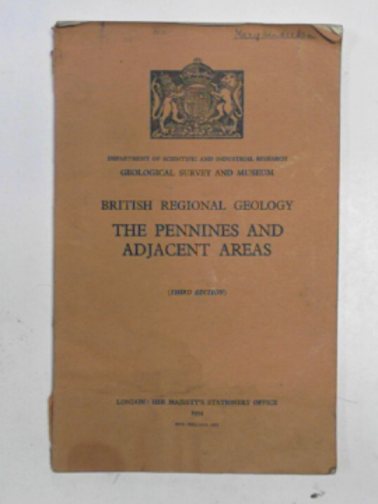 DEPARTMENT OF SCIENTIFIC AND INDUSTRIAL RESEARCH
GEOLOGICAL SURVEY AND MUSEUM
BRITISH REGIONAL GEOLOGY
THE PENNINES AND
ADJACENT AREAS
(THIRD EDITION)
LONDON: HER MAJESTY'S STATIONERY OFFICE
1954